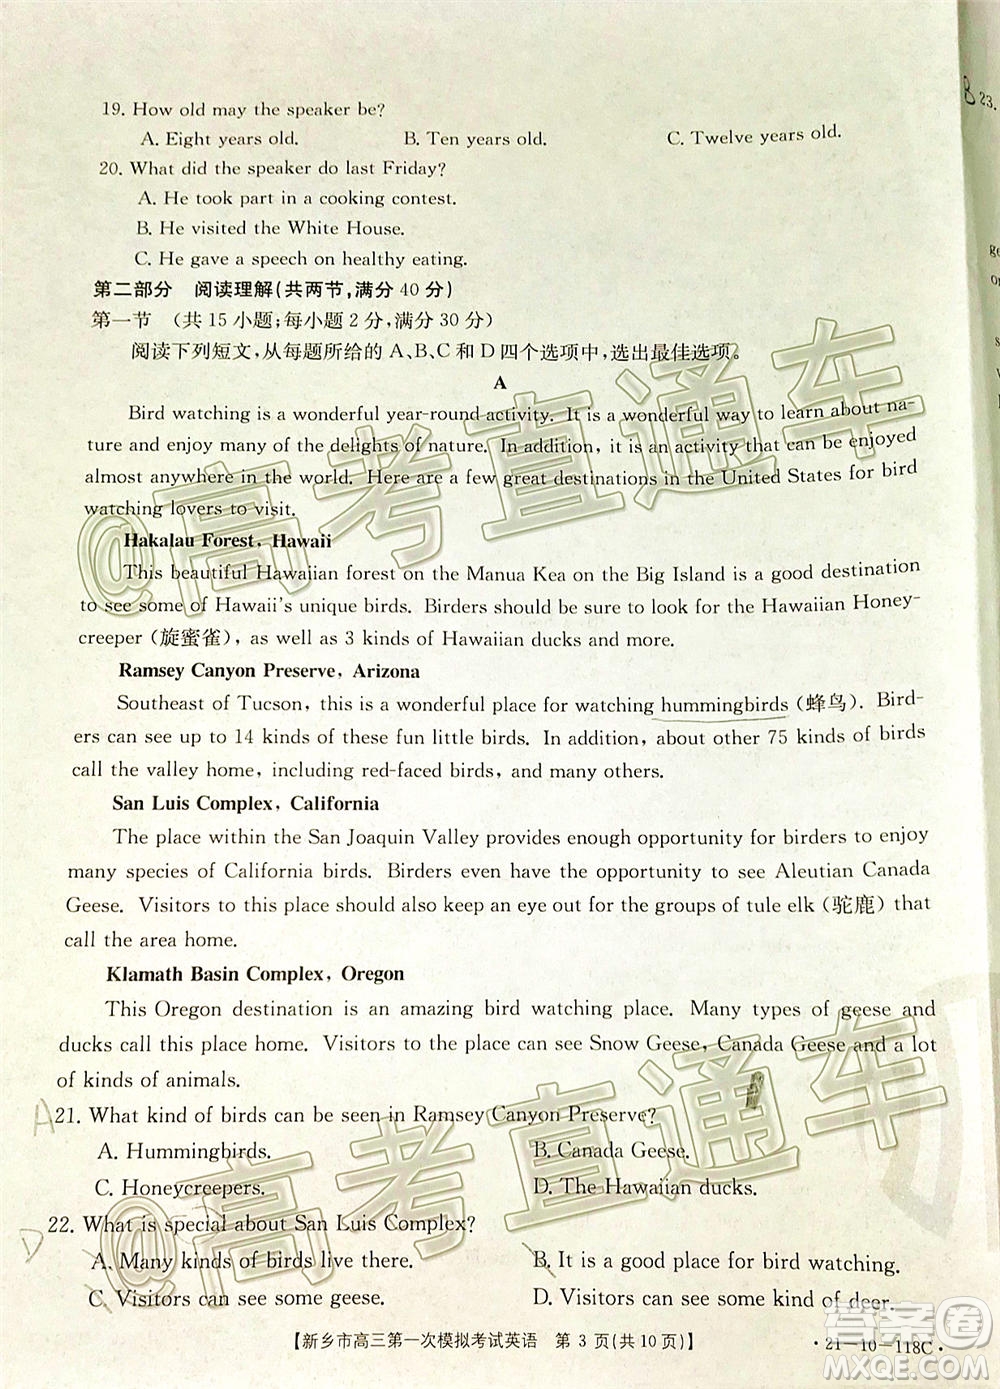 19. How old may the speaker be?
A. Eight years old. B. Ten years old. C. Twelve years old.
20. What did the speaker do last Friday?
A. He took part in a cooking contest.
B. He visited the White House.
C. He gave a speech on healthy eating.
第二部分 阅读理解(共两节,满分 40 分)
第一节 (共 15 小题;每小题 2 分,满分 30 分)
阅读下列短文,从每题所给的 A、B、C 和 D 四个选项中,选出最佳选项。
A
Bird watching is a wonderful year-round activity. It is a wonderful way to learn about na-
ture and enjoy many of the delights of nature. In addition, it is an activity that can be enjoyed
almost anywhere in the world. Here are a few great destinations in the United States for bird
watching lovers to visit.
Hakalau Forest, Hawaii
This beautiful Hawaiian forest on the Manua Kea on the Big Island is a good destination
to see some of Hawaii's unique birds. Birders should be sure to look for the Hawaiian Honey-
creeper (旋蜜雀), as well as 3 kinds of Hawaiian ducks and more.
Ramsey Canyon Preserve, Arizona
Southeast of Tucson, this is a wonderful place for watching hummingbirds (蜂鸟). Bird-
ers can see up to 14 kinds of these fun little birds. In addition, about other 75 kinds of birds
call the valley home, including red-faced birds, and many others.
San Luis Complex, California
The place within the San Joaquin Valley provides enough opportunity for birders to enjoy
many species of California birds. Birders even have the opportunity to see Aleutian Canada
Geese. Visitors to this place should also keep an eye out for the groups of tule elk (驼鹿) that
call the area home.
Klamath Basin Complex, Oregon
This Oregon destination is an amazing bird watching place. Many types of geese and
ducks call this place home. Visitors to the place can see Snow Geese, Canada Geese and a lot
of kinds of animals.
A 21. What kind of birds can be seen in Ramsey Canyon Preserve?
A. Hummingbirds. B. Canada Geese.
C. Honeycreepers. D. The Hawaiian ducks.
D 22. What is special about San Luis Complex?
A. Many kinds of birds live there. B. It is a good place for bird watching.
C. Visitors can see some geese. D. Visitors can see some kinds of deer.
【新乡市高三第一次模拟考试英语 第 3 页(共 10 页)】 ·21-10-118C·
B 23.
@高考直通车
@高考直通车
答案圈
MXQE.COM